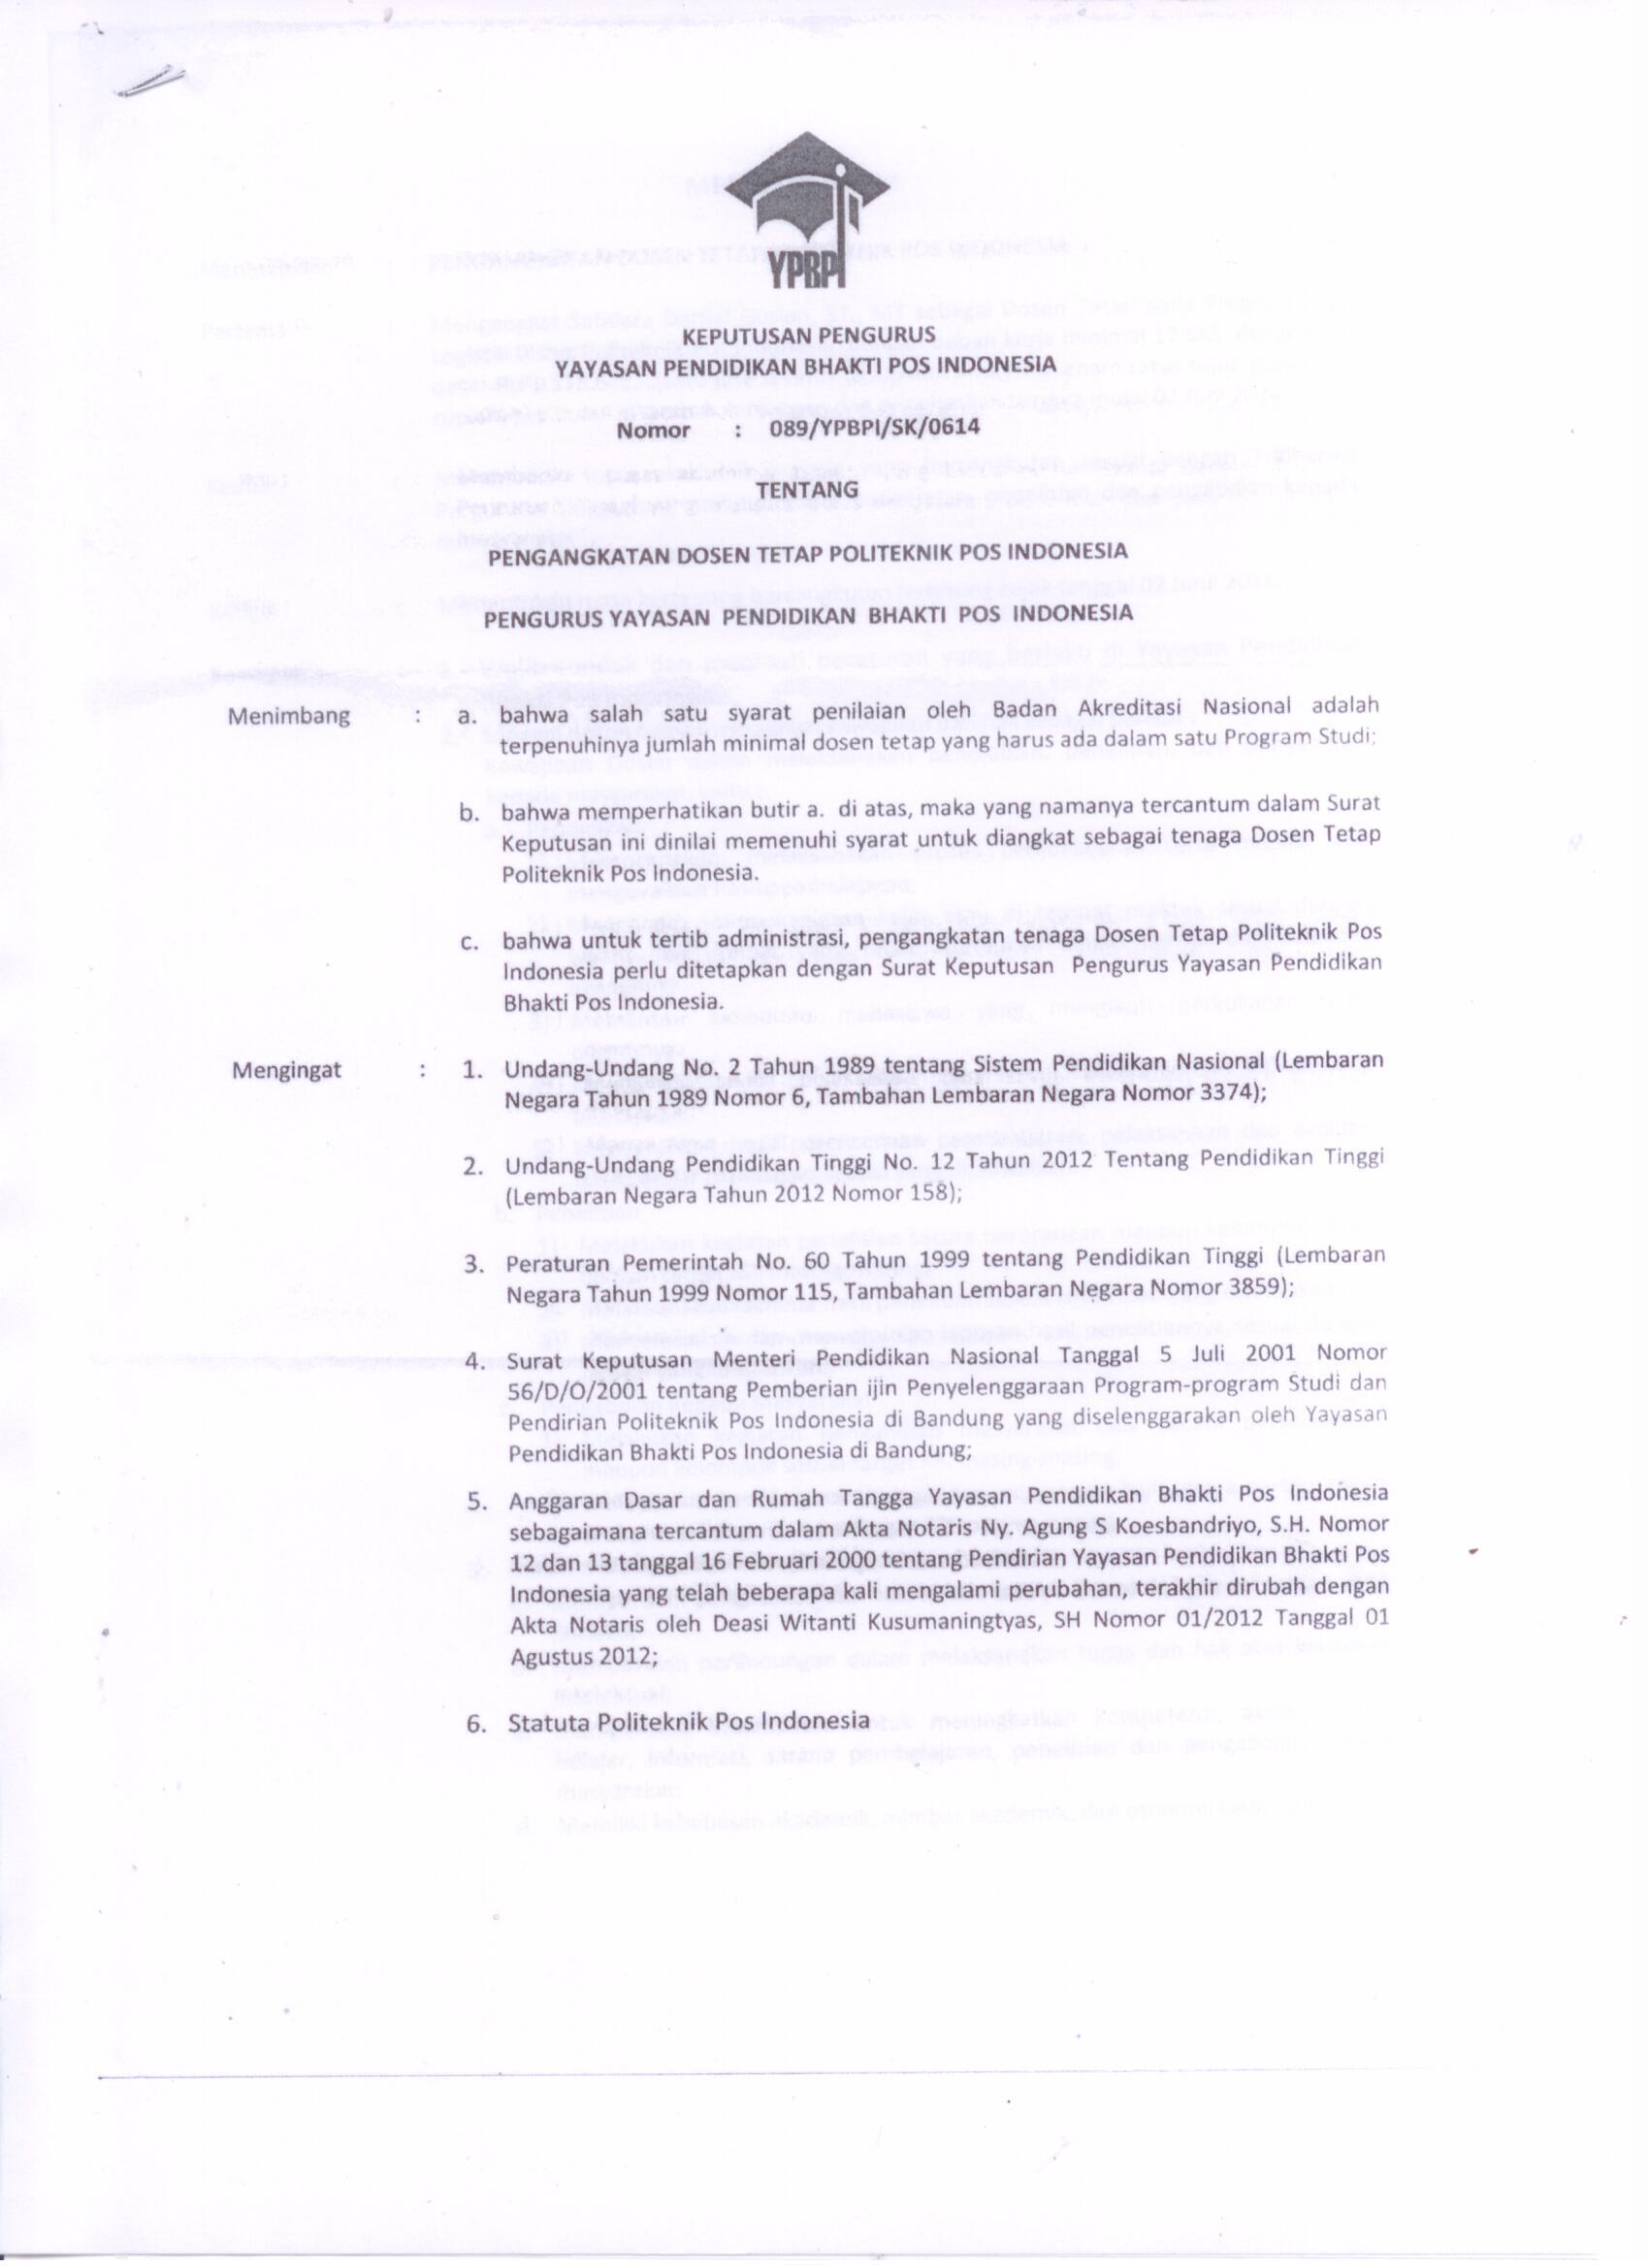 YPBPI
KEPUTUSAN PENGURUS
YAYASAN PENDIDIKAN BHAKTI POS INDONESIA
Nomor : 089/YPBPI/SK/0614
TENTANG
PENGANGKATAN DOSEN TETAP POLITEKNIK POS INDONESIA
PENGURUS YAYASAN PENDIDIKAN BHAKTI POS INDONESIA
Menimbang : a. bahwa salah satu syarat penilaian oleh Badan Akreditasi Nasional adalah
terpenuhinya jumlah minimal dosen tetap yang harus ada dalam satu Program Studi;
b. bahwa memperhatikan butir a. di atas, maka yang namanya tercantum dalam Surat
Keputusan ini dinilai memenuhi syarat untuk diangkat sebagai tenaga Dosen Tetap
Politeknik Pos Indonesia.
c. bahwa untuk tertib administrasi, pengangkatan tenaga Dosen Tetap Politeknik Pos
Indonesia perlu ditetapkan dengan Surat Keputusan Pengurus Yayasan Pendidikan
Bhakti Pos Indonesia.
Mengingat : 1. Undang-Undang No. 2 Tahun 1989 tentang Sistem Pendidikan Nasional (Lembaran
Negara Tahun 1989 Nomor 6, Tambahan Lembaran Negara Nomor 3374);
2. Undang-Undang Pendidikan Tinggi No. 12 Tahun 2012 Tentang Pendidikan Tinggi
(Lembaran Negara Tahun 2012 Nomor 158);
3. Peraturan Pemerintah No. 60 Tahun 1999 tentang Pendidikan Tinggi (Lembaran
Negara Tahun 1999 Nomor 115, Tambahan Lembaran Negara Nomor 3859);
4. Surat Keputusan Menteri Pendidikan Nasional Tanggal 5 Juli 2001 Nomor
56/D/O/2001 tentang Pemberian ijin Penyelenggaraan Program-program Studi dan
Pendirian Politeknik Pos Indonesia di Bandung yang diselenggarakan oleh Yayasan
Pendidikan Bhakti Pos Indonesia di Bandung;
5. Anggaran Dasar dan Rumah Tangga Yayasan Pendidikan Bhakti Pos Indonesia
sebagaimana tercantum dalam Akta Notaris Ny. Agung S Koesbandriyo, S.H. Nomor
12 dan 13 tanggal 16 Februari 2000 tentang Pendirian Yayasan Pendidikan Bhakti Pos
Indonesia yang telah beberapa kali mengalami perubahan, terakhir dirubah dengan
Akta Notaris oleh Deasi Witanti Kusumaningtyas, SH Nomor 01/2012 Tanggal 01
Agustus 2012;
6. Statuta Politeknik Pos Indonesia